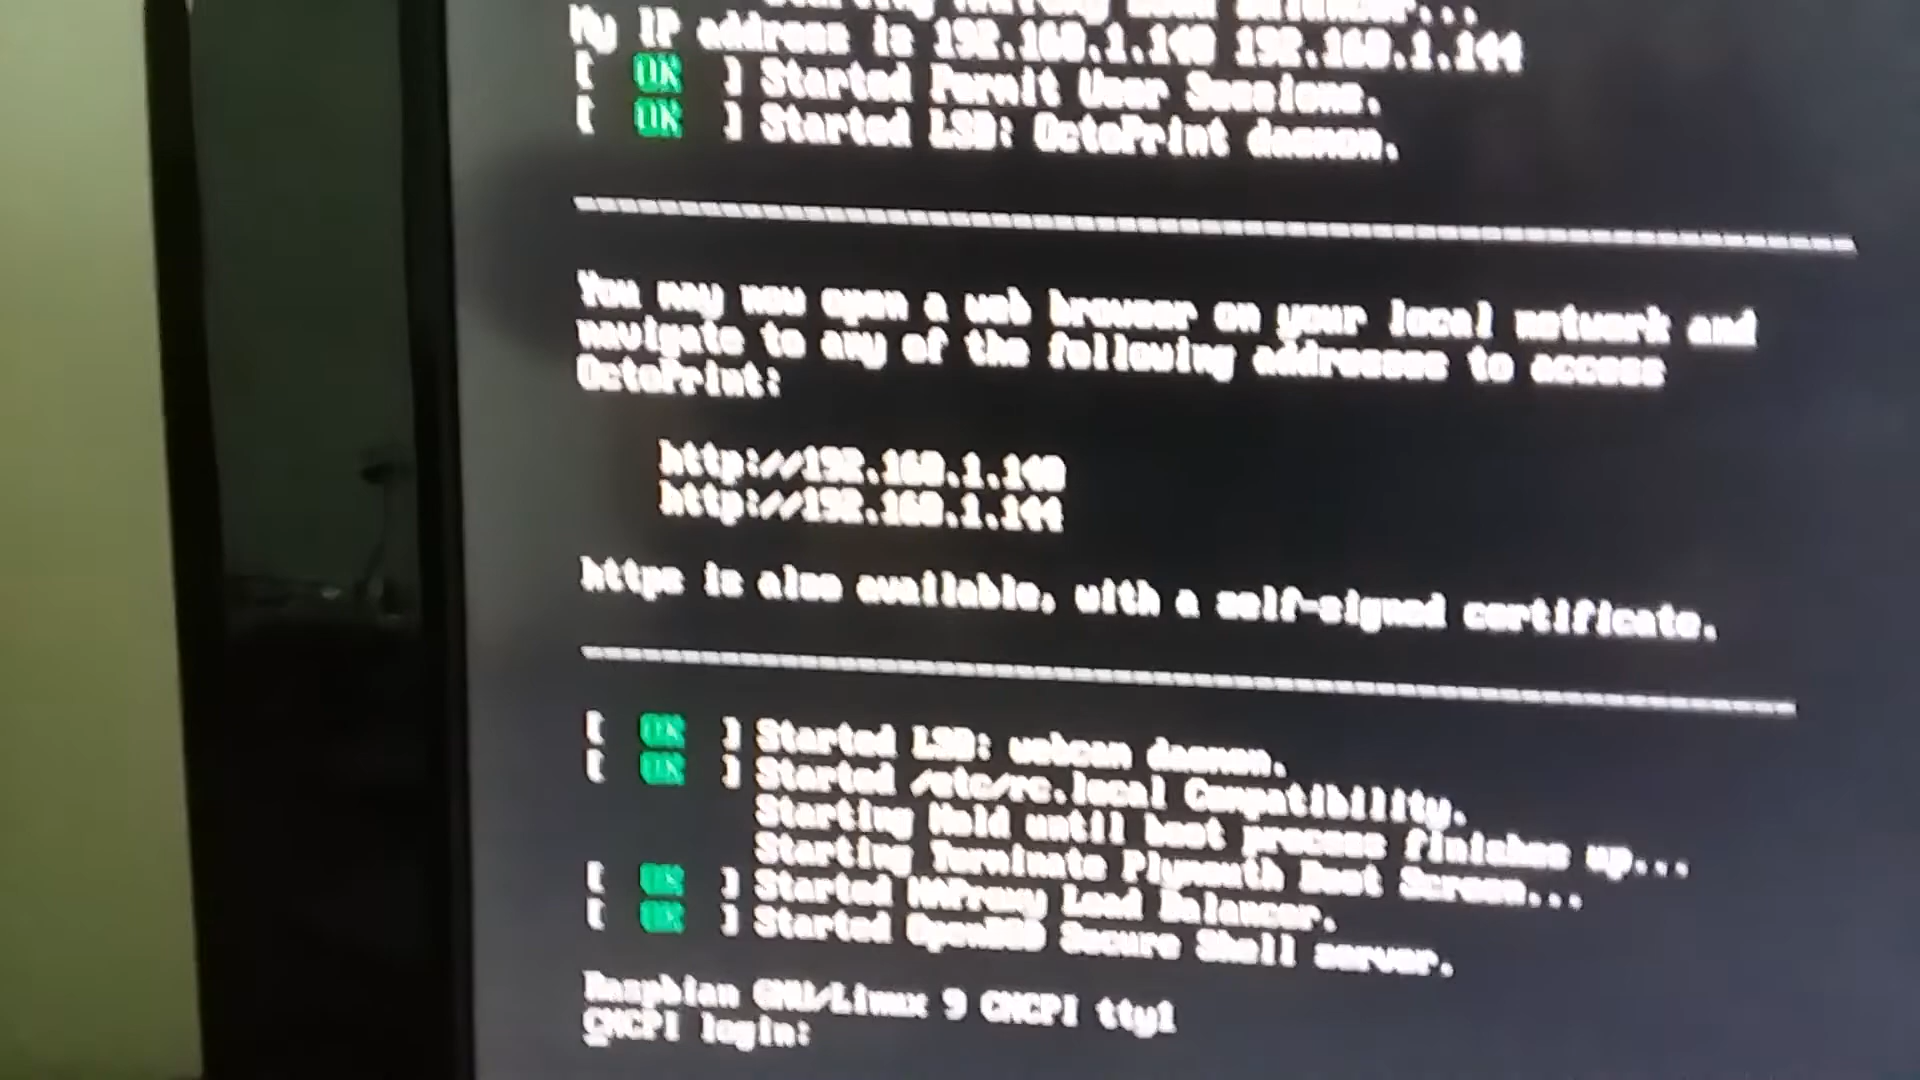 Starting HAProxy Load Balancer...
My IP address is 192.168.1.140 192.168.1.144
[ OK ] Started Permit User Sessions.
[ OK ] Started LSB: OctoPrint daemon.
You may now open a web browser on your local network and
navigate to any of the following addresses to access
OctoPrint:
http://192.168.1.140
http://192.168.1.144
https is also available, with a self-signed certificate.
[ OK ] Started LSB: webcam daemon.
[ OK ] Started /etc/rc.local Compatibility.
Starting Hold until boot process finishes up...
Starting Terminate Plymouth Boot Screen...
[ OK ] Started HAProxy Load Balancer.
[ OK ] Started OpenBSD Secure Shell server.
Raspbian GNU/Linux 9 CNCPI tty1
CNCPI login: